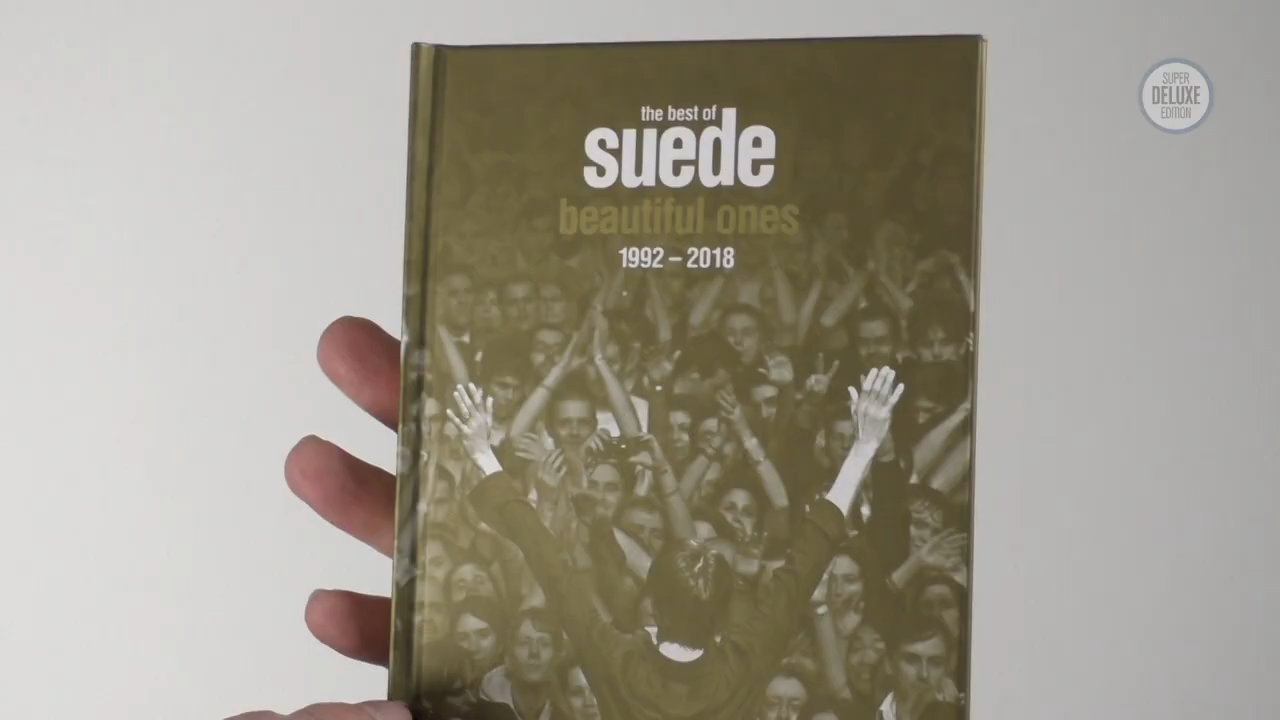 the best of
suede
beautiful ones
1992 – 2018
SUPER
DELUXE
EDITION